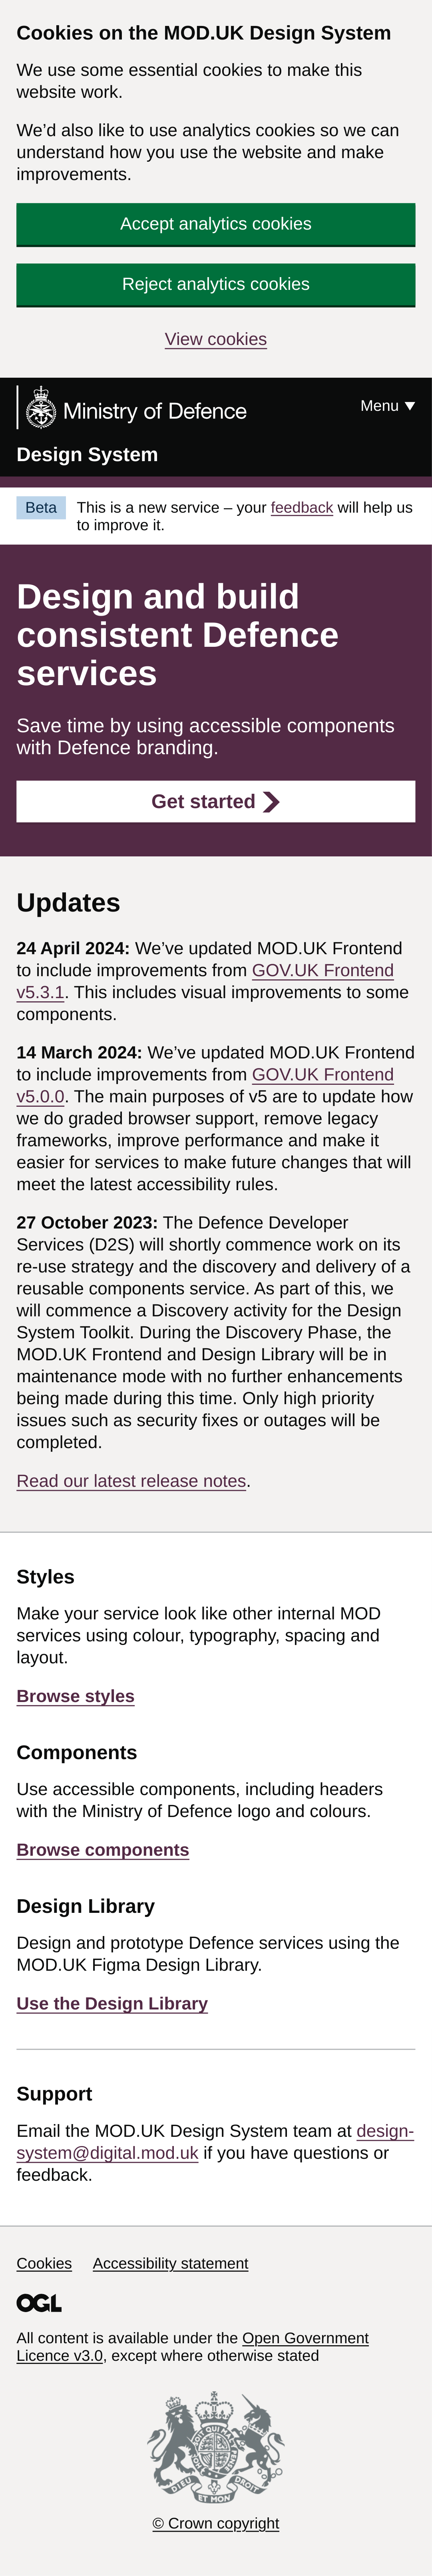 Cookies on the MOD.UK Design System
We use some essential cookies to make this
website work.
We’d also like to use analytics cookies so we can
understand how you use the website and make
improvements.
Accept analytics cookies
Reject analytics cookies
View cookies
Ministry of Defence
Menu ▼
Design System
Beta
This is a new service – your feedback will help us
to improve it.
Design and build
consistent Defence
services
Save time by using accessible components
with Defence branding.
Get started
Updates
24 April 2024: We’ve updated MOD.UK Frontend
to include improvements from GOV.UK Frontend
v5.3.1. This includes visual improvements to some
components.
14 March 2024: We’ve updated MOD.UK Frontend
to include improvements from GOV.UK Frontend
v5.0.0. The main purposes of v5 are to update how
we do graded browser support, remove legacy
frameworks, improve performance and make it
easier for services to make future changes that will
meet the latest accessibility rules.
27 October 2023: The Defence Developer
Services (D2S) will shortly commence work on its
re-use strategy and the discovery and delivery of a
reusable components service. As part of this, we
will commence a Discovery activity for the Design
System Toolkit. During the Discovery Phase, the
MOD.UK Frontend and Design Library will be in
maintenance mode with no further enhancements
being made during this time. Only high priority
issues such as security fixes or outages will be
completed.
Read our latest release notes.
Styles
Make your service look like other internal MOD
services using colour, typography, spacing and
layout.
Browse styles
Components
Use accessible components, including headers
with the Ministry of Defence logo and colours.
Browse components
Design Library
Design and prototype Defence services using the
MOD.UK Figma Design Library.
Use the Design Library
Support
Email the MOD.UK Design System team at design-
system@digital.mod.uk if you have questions or
feedback.
Cookies Accessibility statement
OGL
All content is available under the Open Government
Licence v3.0, except where otherwise stated
DIEU ET MON DROIT
© Crown copyright